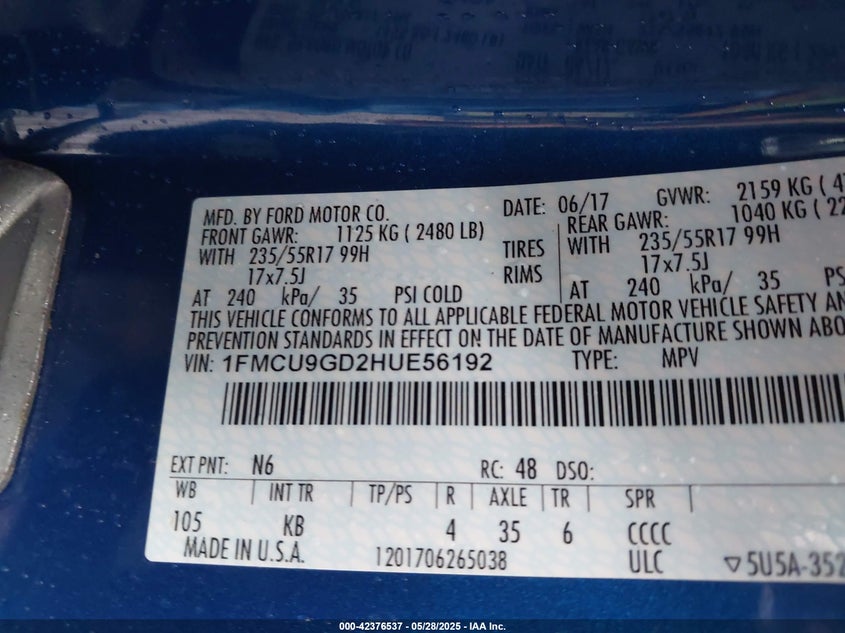 MFD. BY FORD MOTOR CO. DATE: 06/17 GVWR: 2159 KG (
FRONT GAWR: 1125 KG ( 2480 LB) REAR GAWR: 1040 KG (
WITH 235/55R17 99H TIRES WITH 235/55R17 99H
17x7.5J RIMS 17x7.5J
AT 240 kPa/ 35 PSI COLD AT 240 kPa/ 35
THIS VEHICLE CONFORMS TO ALL APPLICABLE FEDERAL MOTOR VEHICLE SAFETY
PREVENTION STANDARDS IN EFFECT ON THE DATE OF MANUFACTURE SHOWN
VIN: 1FMCU9GD2HUE56192 TYPE: MPV
EXT PNT: N6 RC: 48 DSO:
WB INT TR TP/PS R AXLE TR SPR
105 KB 4 35 6 CCCC
MADE IN U.S.A. 1201706265038 ULC ▽5U5A-352
000-42376537 - 05/28/2025 - IAA Inc.